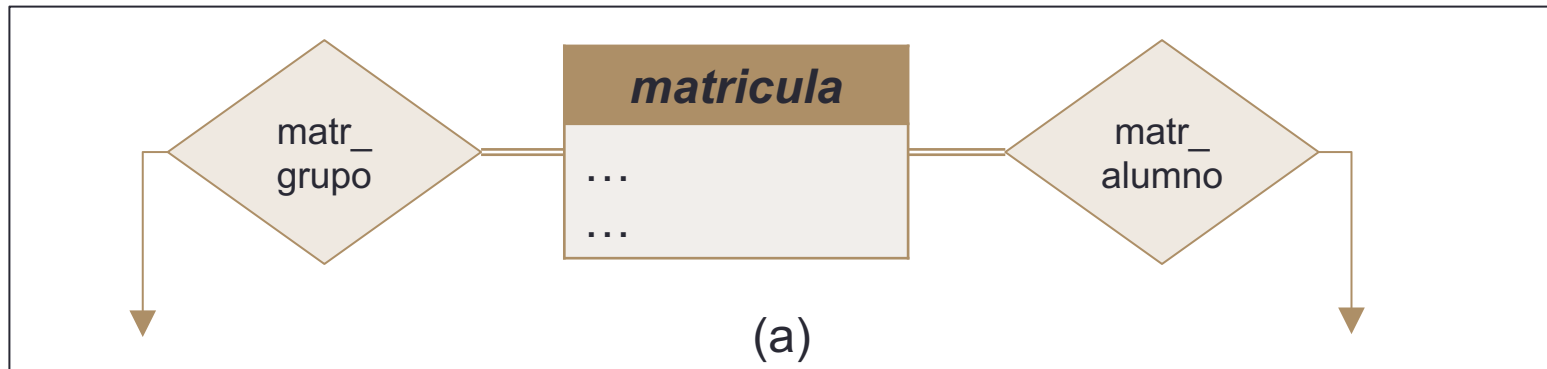 matricula
matr_
grupo
...
...
matr_
alumno
(a)